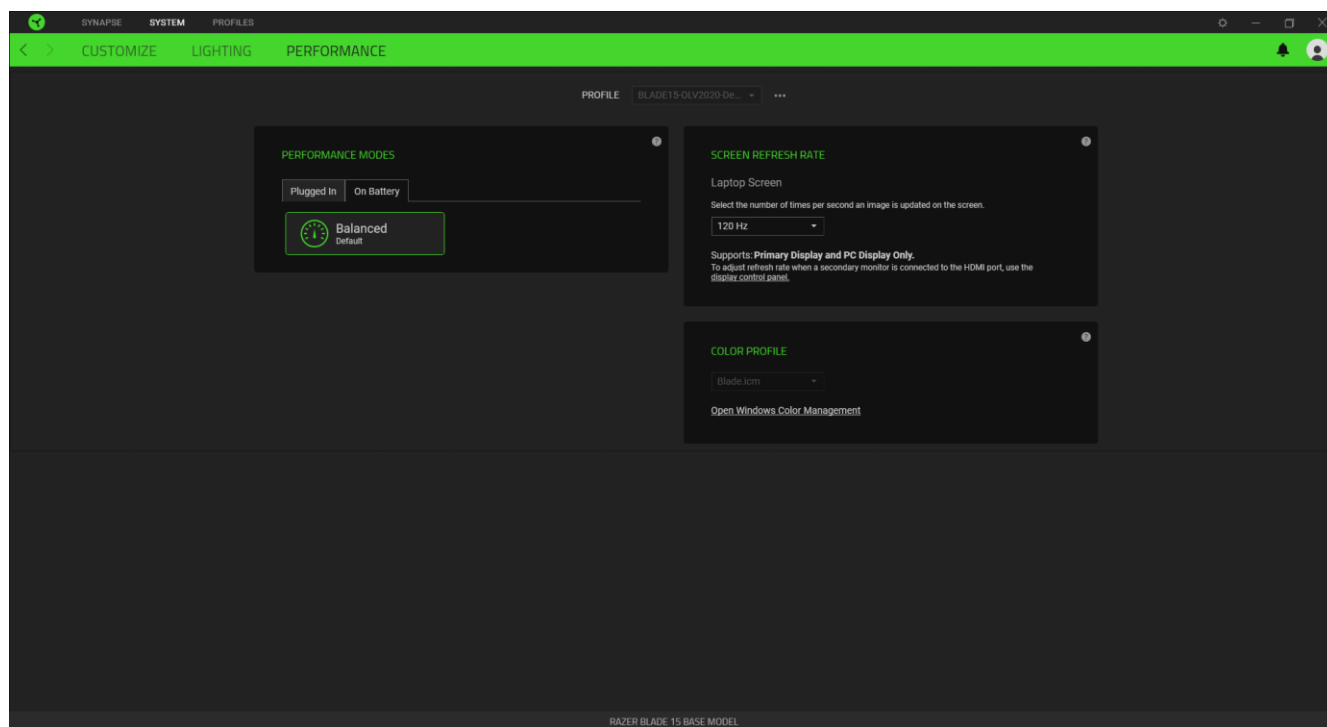 SYNAPSE SYSTEM PROFILES
CUSTOMIZE LIGHTING PERFORMANCE
PROFILE BLADE15-OLV2020-De... ...
PERFORMANCE MODES
Plugged In On Battery
Balanced
Default
SCREEN REFRESH RATE
Laptop Screen
Select the number of times per second an image is updated on the screen.
120 Hz
Supports: Primary Display and PC Display Only.
To adjust refresh rate when a secondary monitor is connected to the HDMI port, use the
display control panel.
COLOR PROFILE
Blade.icm
Open Windows Color Management
RAZER BLADE 15 BASE MODEL